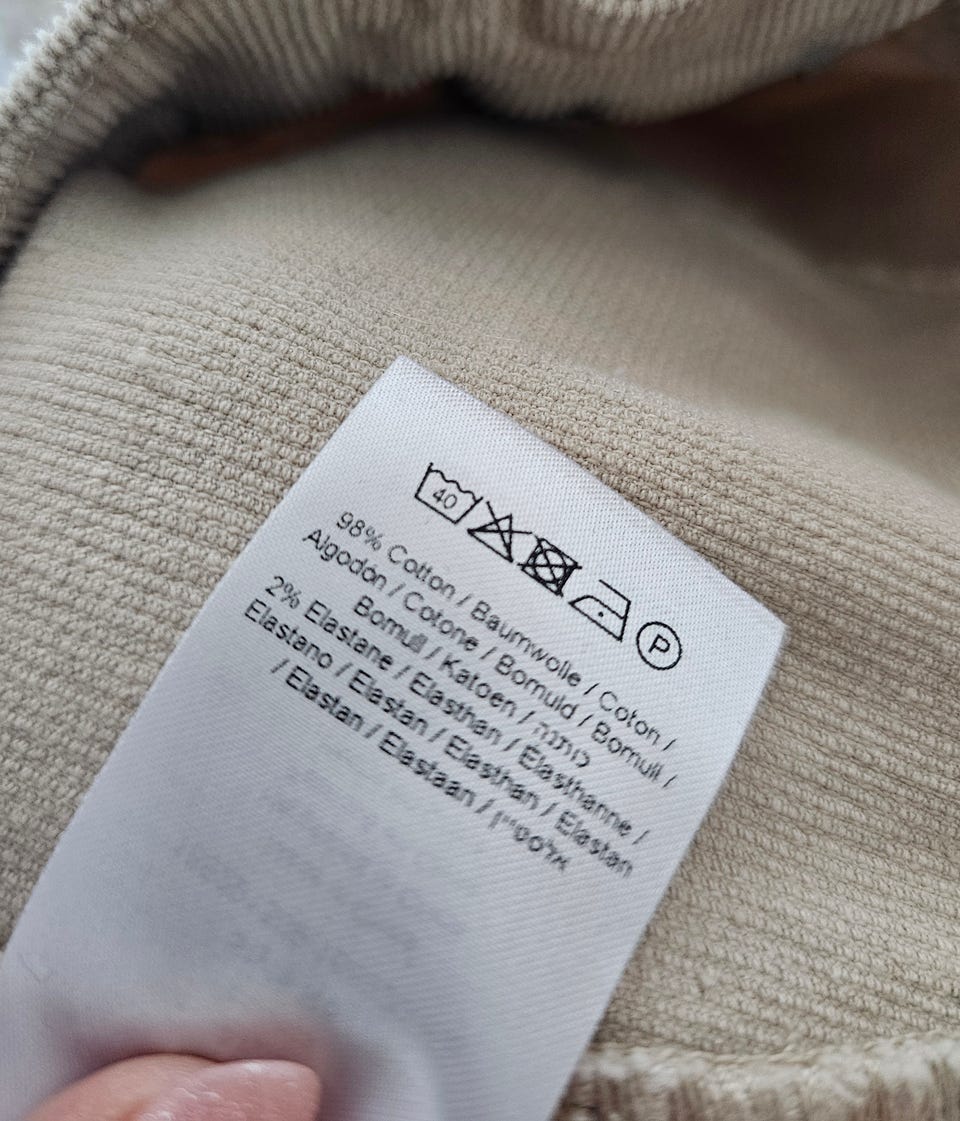 40
P
98% Cotton / Baumwolle / Coton /
Algodón / Cotone / Bomuld / Bomull /
Bomull / Katoen / כותנה
2% Elastane / Elasthan / Elasthanne /
Elastano / Elastan / Elasthan / Elastan
/ Elastan / Elastaan / אלסטיין